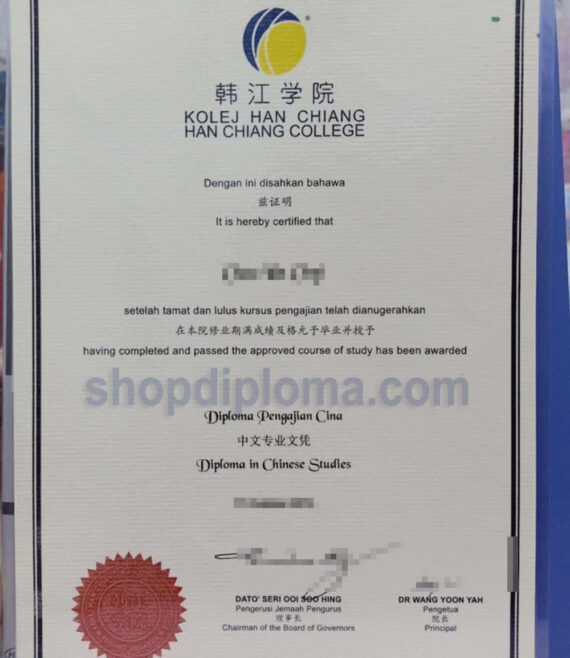 韩江学院
KOLEJ HAN CHIANG
HAN CHIANG COLLEGE
Dengan ini disahkan bahawa
兹证明
It is hereby certified that
setelah tamat dan lulus kursus pengajian telah dianugerahkan
在本院修业期满成绩及格允予毕业并授予
having completed and passed the approved course of study has been awarded
shopdiploma.com
Diploma Pengajian Cina
中文专业文凭
Diploma in Chinese Studies
DATO' SERI OOI SOO HING
Pengerusi Jemaah Pengurus
理事长
Chairman of the Board of Governors
DR WANG YOON YAH
Pengetua
院长
Principal